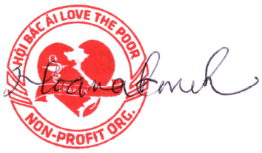 HỘI BÁC ÁI LOVE THE POOR
NON-PROFIT ORG.